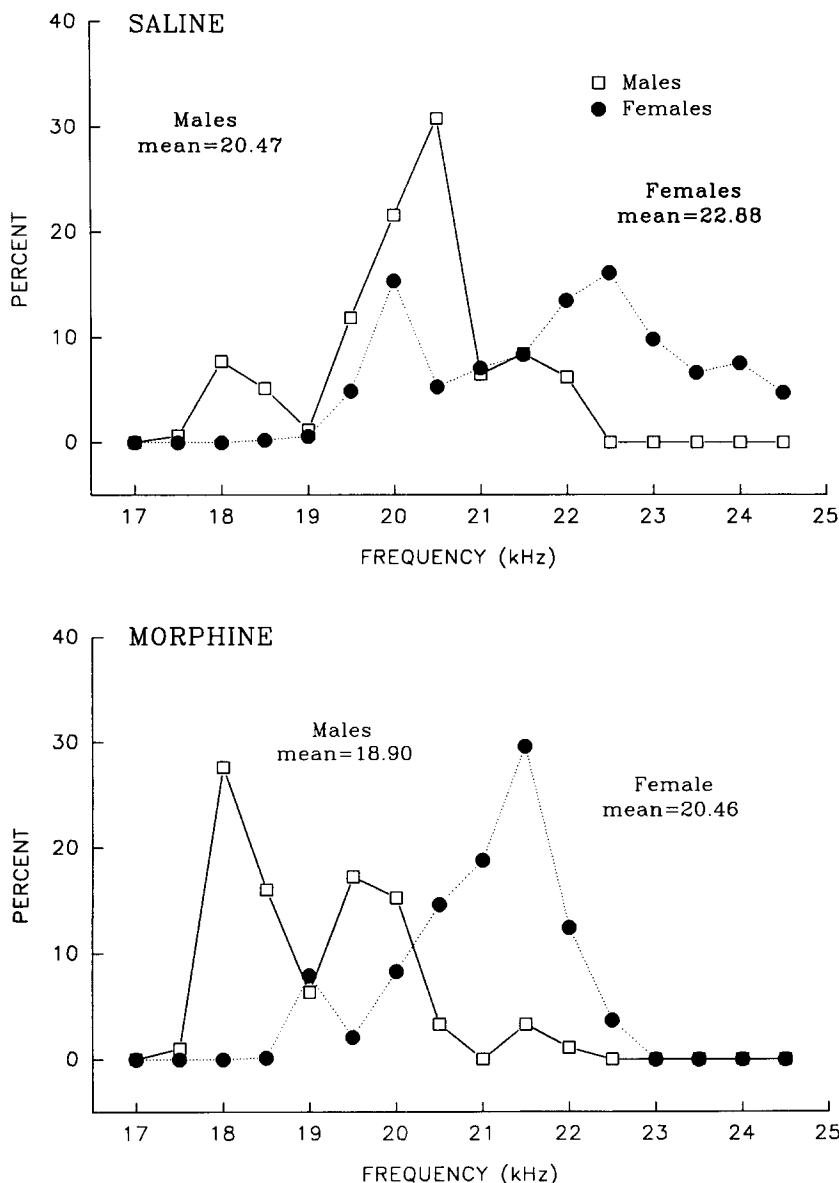 SALINE
40
30
20
10
0
PERCENT
Males
Females
Males
mean=20.47
Females
mean=22.88
17 18 19 20 21 22 23 24 25
FREQUENCY (kHz)
MORPHINE
40
30
20
10
0
PERCENT
Males
mean=18.90
Female
mean=20.46
17 18 19 20 21 22 23 24 25
FREQUENCY (kHz)